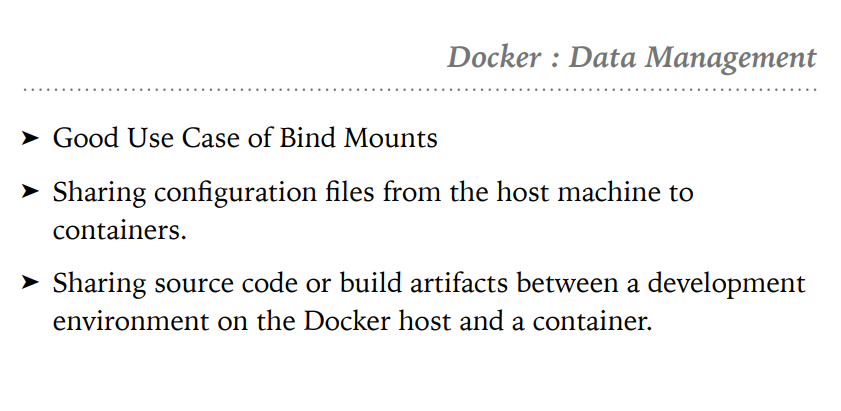 Docker : Data Management
➤ Good Use Case of Bind Mounts
➤ Sharing configuration files from the host machine to
containers.
➤ Sharing source code or build artifacts between a development
environment on the Docker host and a container.